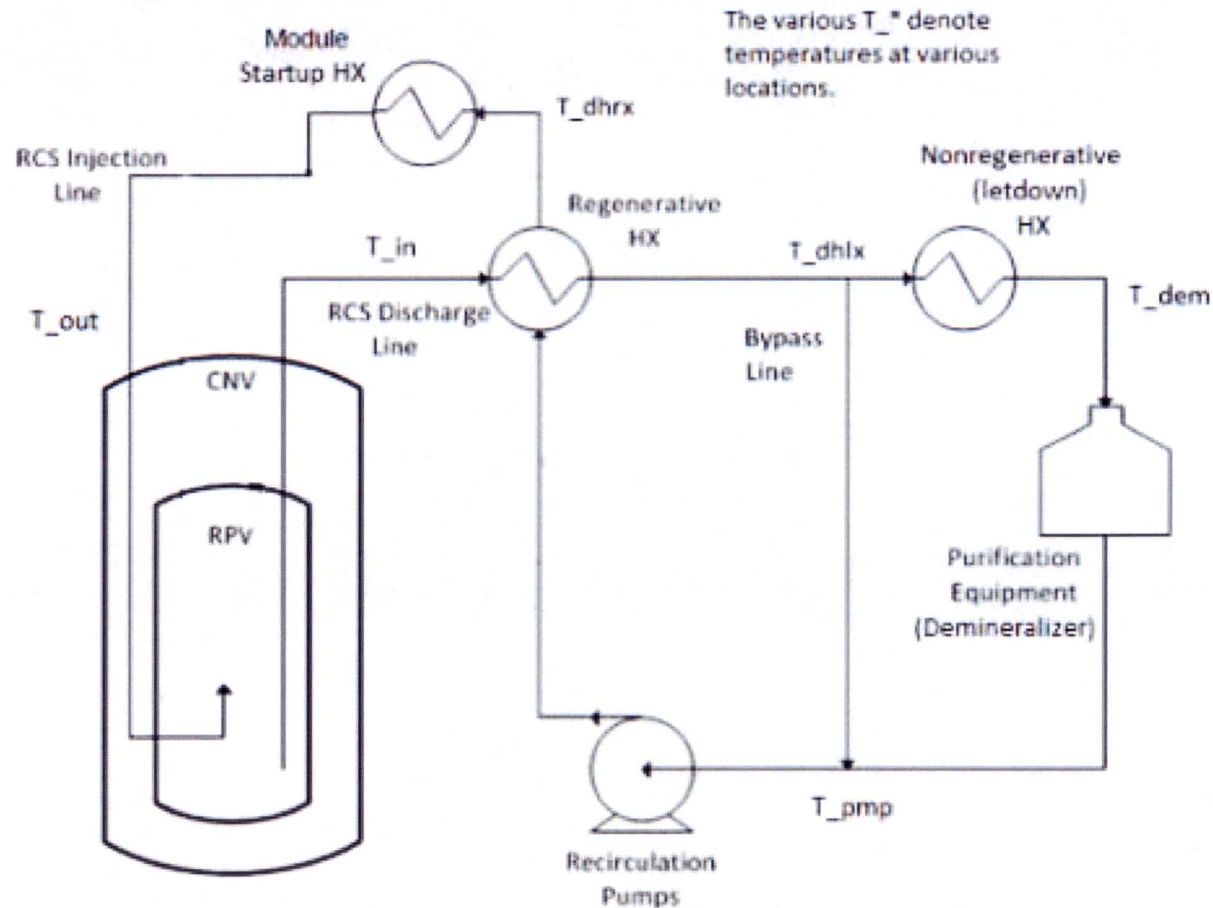 The various T_* denote
temperatures at various
locations.
Module
Startup HX
T_dhrx
RCS Injection
Line
Nonregenerative
(letdown)
HX
Regenerative
HX
T_in
T_dhlx
T_out
RCS Discharge
Line
T_dem
Bypass
Line
CNV
RPV
Purification
Equipment
(Demineralizer)
T_pmp
Recirculation
Pumps